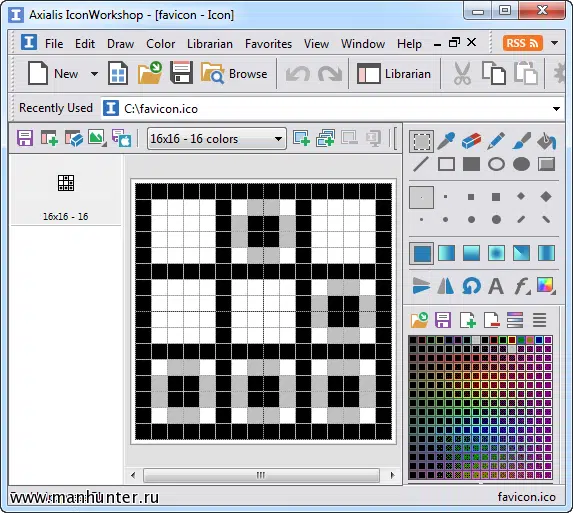 Axialis IconWorkshop - [favicon - Icon]
File Edit Draw Color Librarian Favorites View Window Help RSS
New Browse Librarian
Recently Used C:\favicon.ico
16x16 - 16 colors
16x16 - 16
www.manhunter.ru
favicon.ico